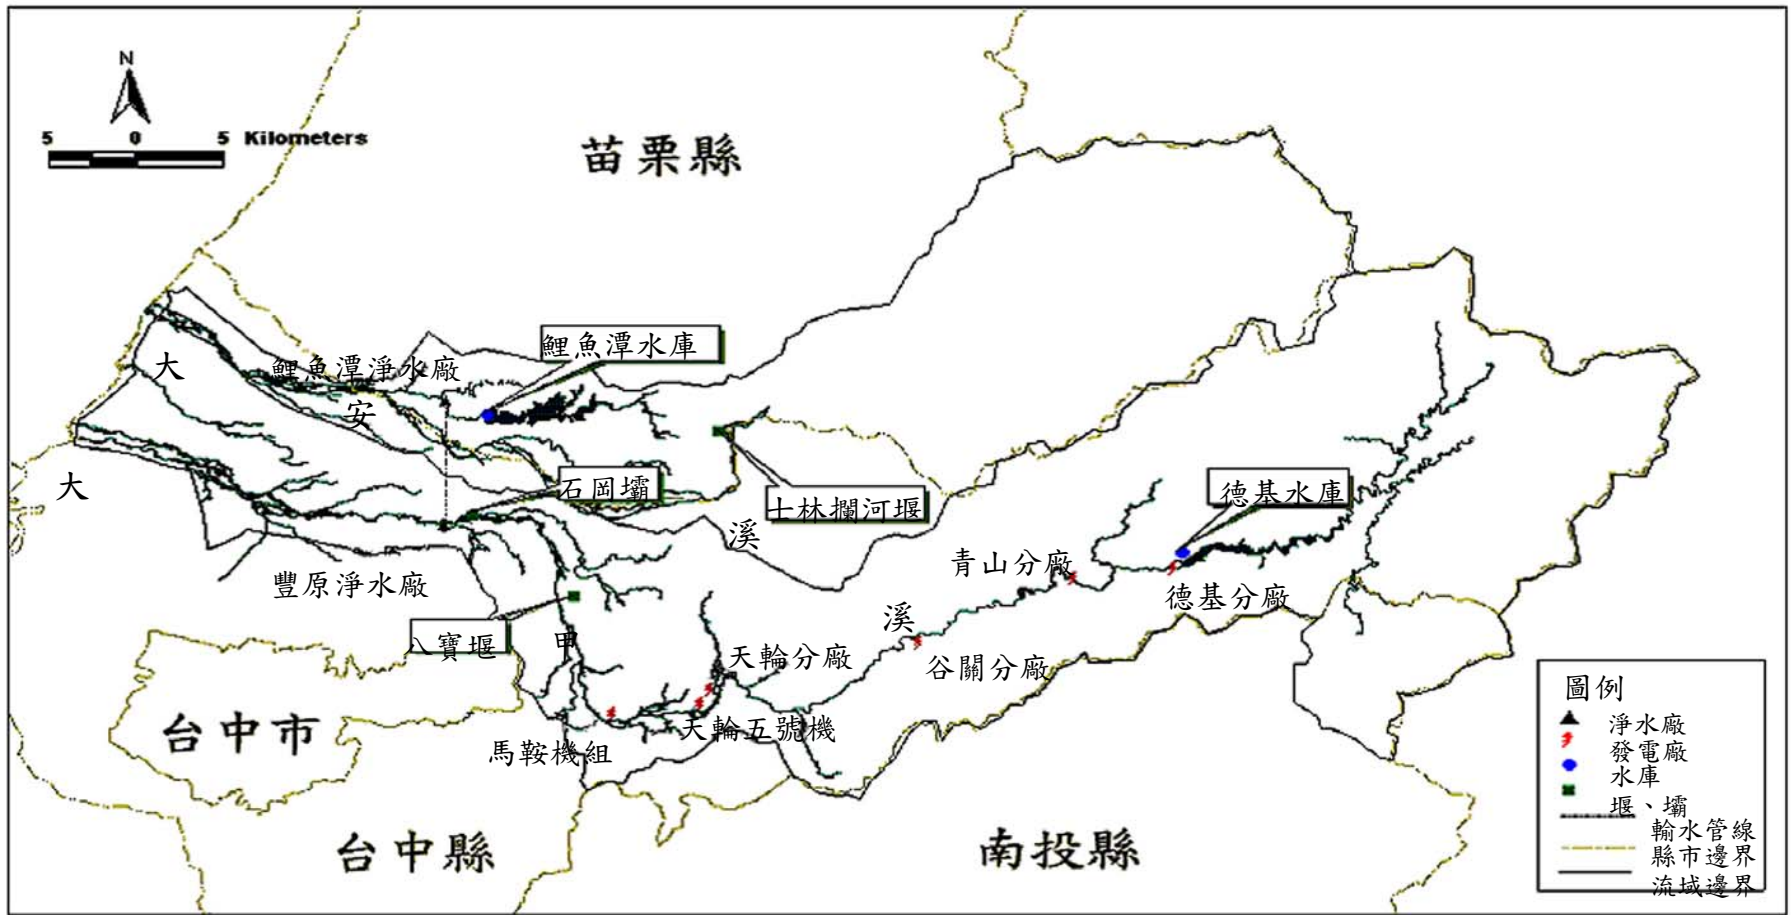 N
5 0 5 Kilometers
苗栗縣
鯉魚潭水庫
大
鯉魚潭淨水廠
安
大
石岡壩
士林攔河堰
德基水庫
溪
青山分廠
豐原淨水廠
德基分廠
溪
八寶堰
甲
天輪分廠
谷關分廠
台中市
天輪五號機
馬鞍機組
台中縣
南投縣
圖例
淨水廠
發電廠
水庫
堰、壩
輸水管線
縣市邊界
流域邊界